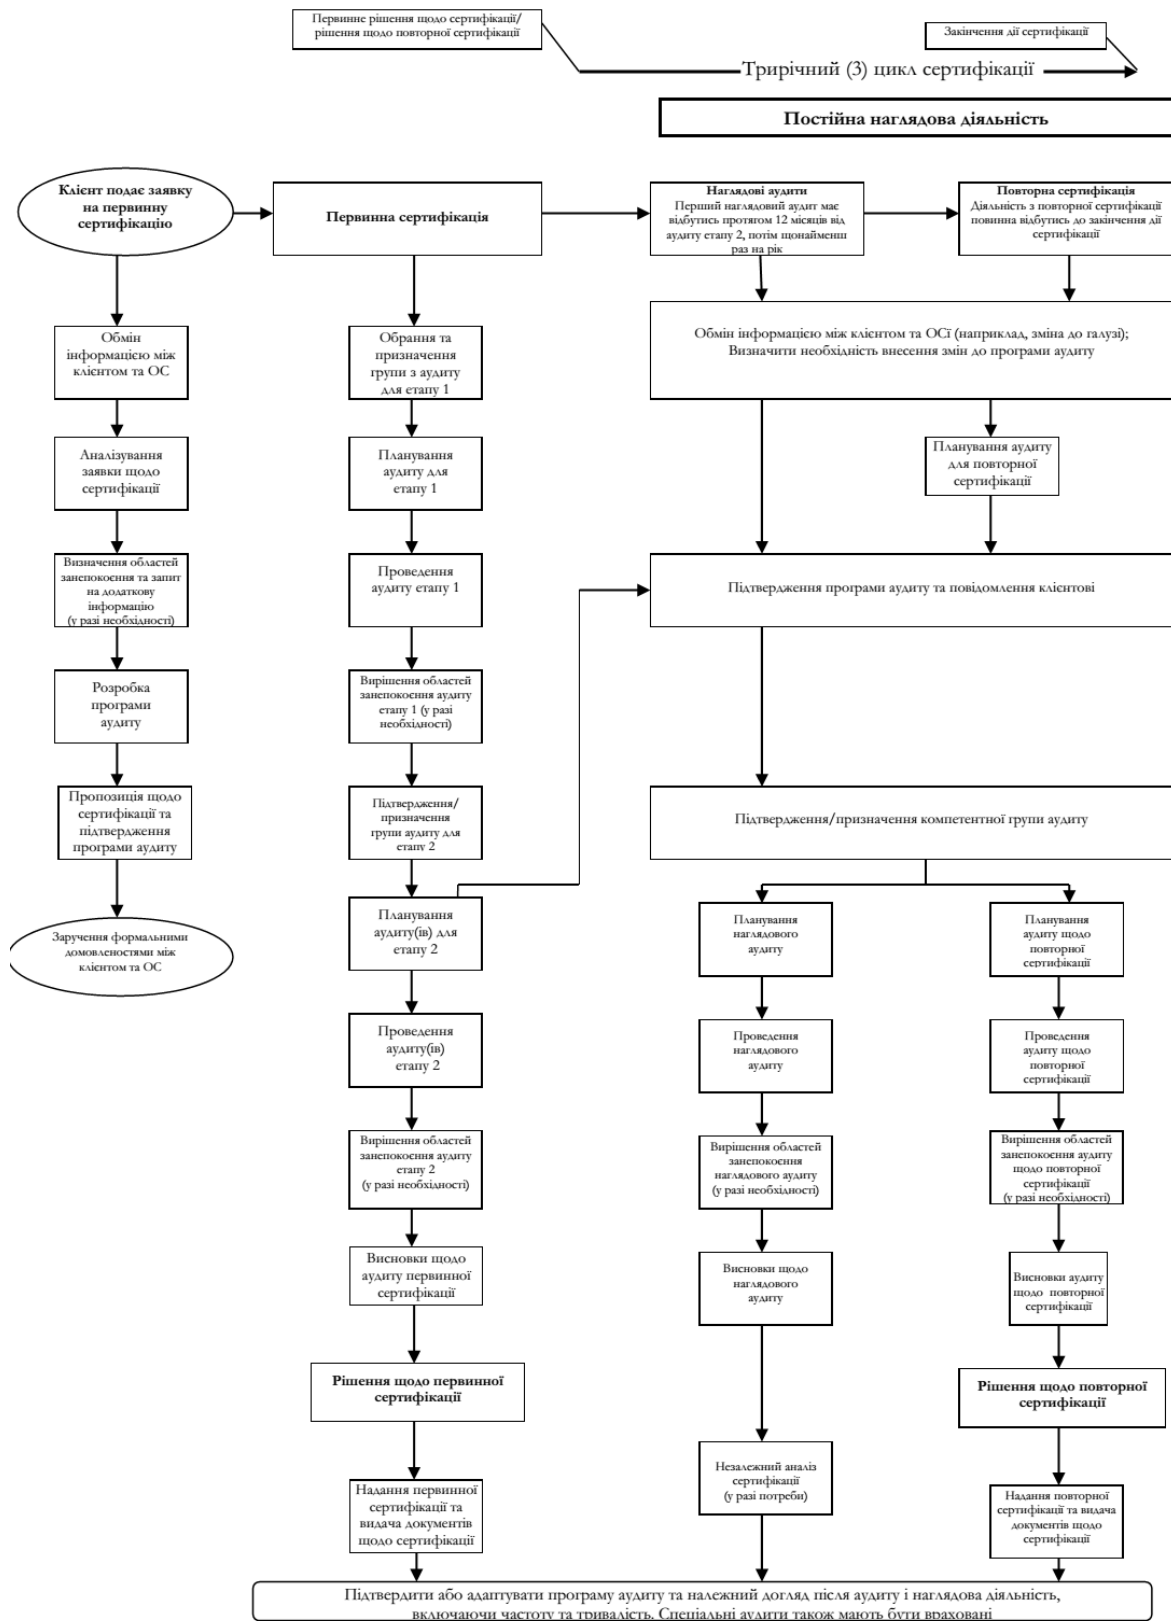 Первинне рішення щодо сертифікації/
рішення щодо повторної сертифікації
Закінчення дії сертифікації
Трирічний (3) цикл сертифікації
Постійна наглядова діяльність
Клієнт подає заявку
на первинну
сертифікацію
Первинна сертифікація
Наглядові аудити
Перший наглядовий аудит має
відбутись протягом 12 місяців від
аудиту етапу 2, потім щонайменш
раз на рік
Повторна сертифікація
Діяльність з повторної сертифікації
повинна відбутись до закінчення дії
сертифікації
Обмін
інформацією між
клієнтом та ОС
Обрання та
призначення
групи з аудиту
для етапу 1
Обмін інформацією між клієнтом та ОСї (наприклад, зміна до галузі);
Визначити необхідність внесення змін до програми аудиту
Аналізування
заявки щодо
сертифікації
Планування
аудиту для
етапу 1
Планування аудиту
для повторної
сертифікації
Визначення областей
занепокоєння та запит
на додаткову
інформацію
(у разі необхідності)
Проведення
аудиту етапу 1
Підтвердження програми аудиту та повідомлення клієнтові
Розробка
програми
аудиту
Вирішення областей
занепокоєння аудиту
етапу 1 (у разі
необхідності)
Пропозиція щодо
сертифікації та
підтвердження
програми аудиту
Підтвердження/
призначення
групи аудиту для
етапу 2
Підтвердження/призначення компетентної групи аудиту
Заручення формальними
домовленостями між
клієнтом та ОС
Планування
аудиту(ів) для
етапу 2
Планування
наглядового
аудиту
Планування
аудиту щодо
повторної
сертифікації
Проведення
аудиту(ів)
етапу 2
Проведення
наглядового
аудиту
Проведення
аудиту щодо
повторної
сертифікації
Вирішення областей
занепокоєння аудиту
етапу 2
(у разі необхідності)
Вирішення областей
занепокоєння
наглядового аудиту
(у разі необхідності)
Вирішення областей
занепокоєння аудиту
щодо повторної
сертифікації
(у разі необхідності)
Висновки щодо
аудиту первинної
сертифікації
Висновки щодо
наглядового
аудиту
Висновки аудиту
щодо повторної
сертифікації
Рішення щодо первинної
сертифікації
Рішення щодо повторної
сертифікації
Незалежний аналіз
сертифікації
(у разі потреби)
Надання первинної
сертифікації та
видача документів
щодо сертифікації
Надання повторної
сертифікації та видача
документів щодо
сертифікації
Підтвердити або адаптувати програму аудиту та належний догляд після аудиту і наглядова діяльність,
включаючи частоту та тривалість. Спеціальні аудити також мають бути враховані